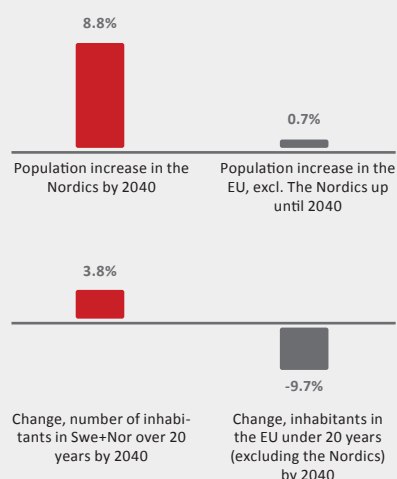 8.8%
0.7%
Population increase in the
Nordics by 2040
Population increase in the
EU, excl. The Nordics up
until 2040
3.8%
-9.7%
Change, number of inhabi-
tants in Swe+Nor over 20
years by 2040
Change, inhabitants in
the EU under 20 years
(excluding the Nordics)
by 2040